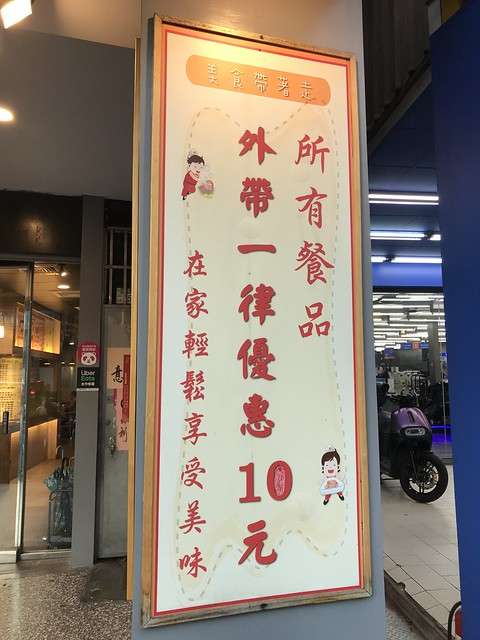 美食帶著走
所有餐品
外帶一律優惠10元
在家輕鬆享受美味
Uber
Eats